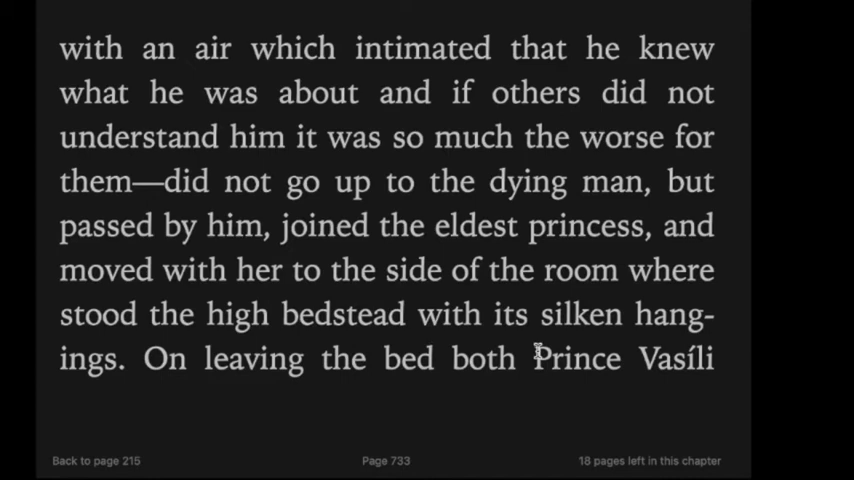 with an air which intimated that he knew
what he was about and if others did not
understand him it was so much the worse for
them—did not go up to the dying man, but
passed by him, joined the eldest princess, and
moved with her to the side of the room where
stood the high bedstead with its silken hang-
ings. On leaving the bed both Prince Vasíli
Back to page 215 Page 733 18 pages left in this chapter